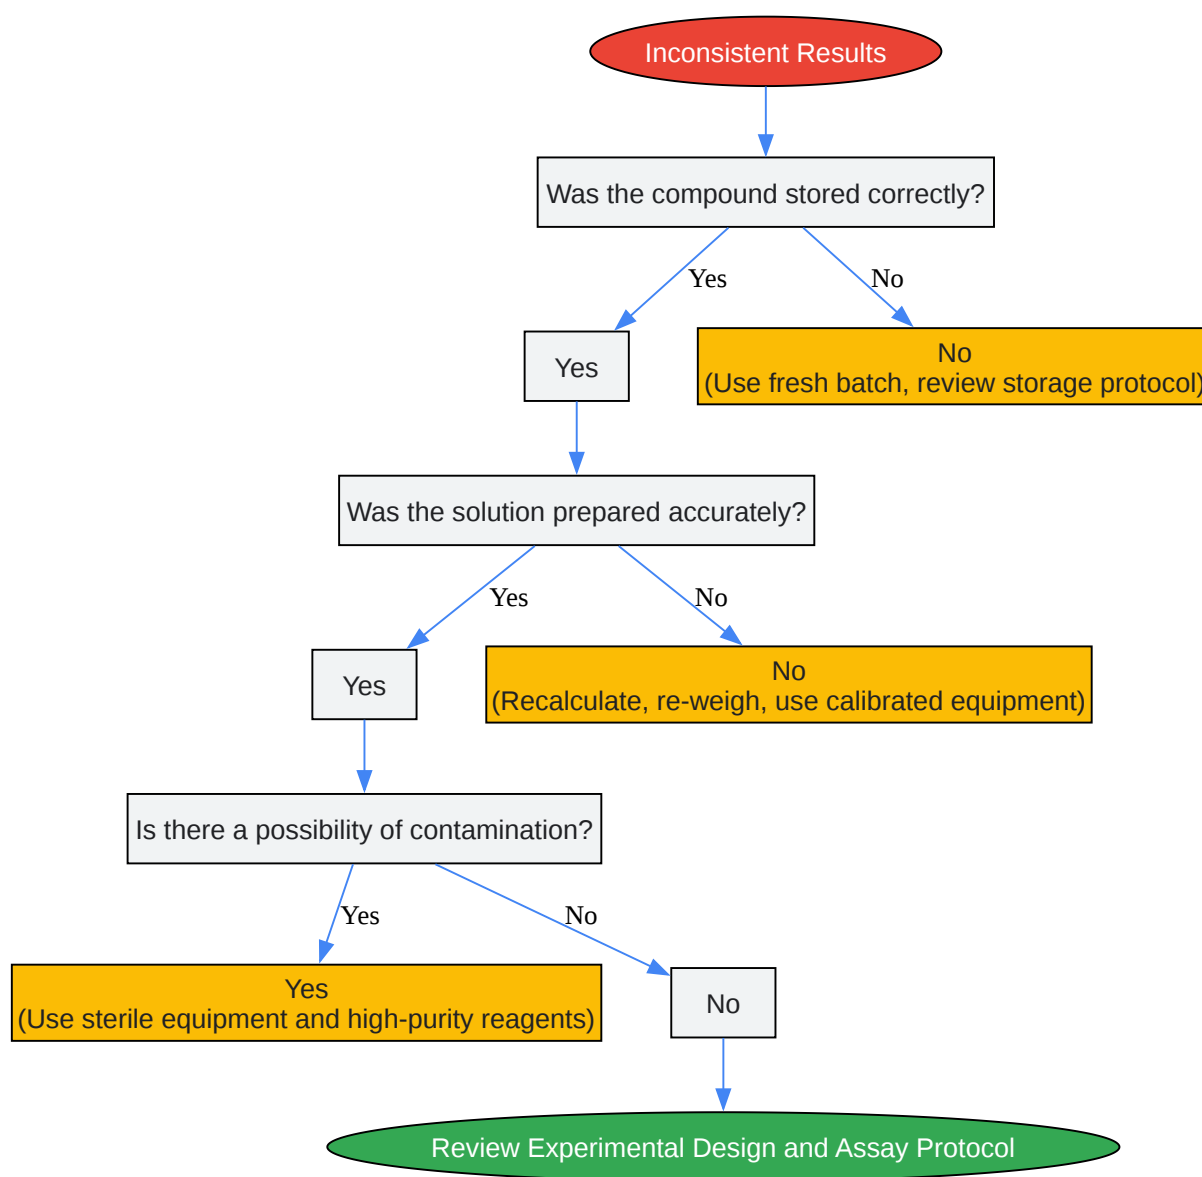 Inconsistent Results
Was the compound stored correctly?
Yes
No
Yes
No
(Use fresh batch, review storage protocol)
Was the solution prepared accurately?
Yes
No
Yes
No
(Recalculate, re-weigh, use calibrated equipment)
Is there a possibility of contamination?
Yes
No
Yes
(Use sterile equipment and high-purity reagents)
No
Review Experimental Design and Assay Protocol